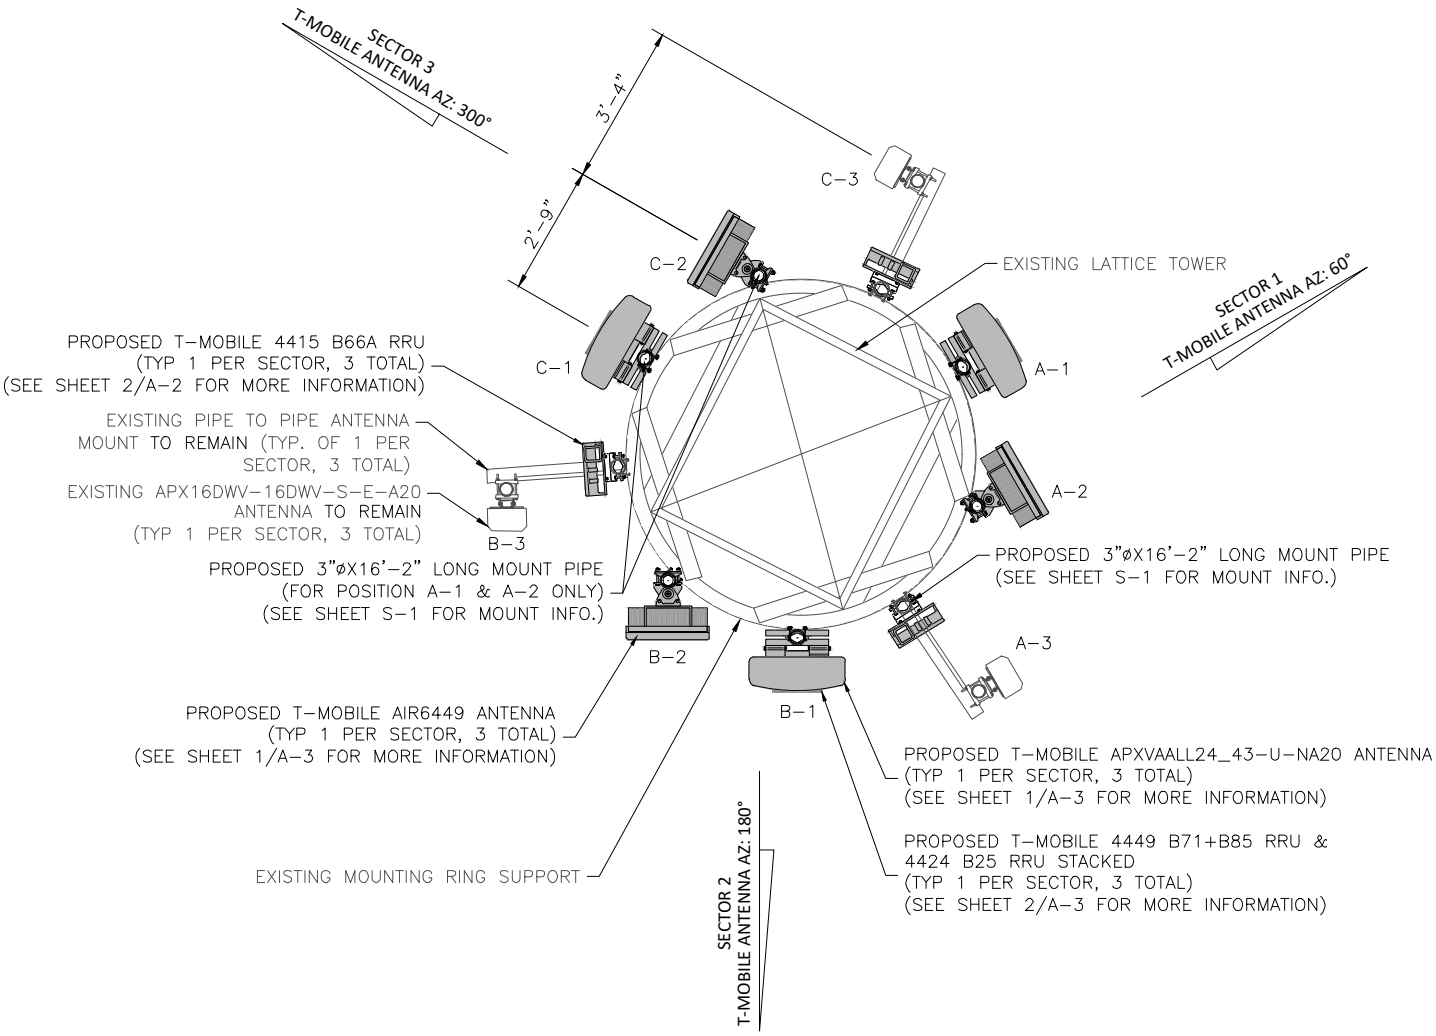 SECTOR 3
T-MOBILE ANTENNA AZ: 300°
3'-4"
2'-9"
C-3
C-2
C-1
EXISTING LATTICE TOWER
SECTOR 1
T-MOBILE ANTENNA AZ: 60°
A-1
A-2
A-3
PROPOSED T-MOBILE 4415 B66A RRU
(TYP 1 PER SECTOR, 3 TOTAL)
(SEE SHEET 2/A-2 FOR MORE INFORMATION)
EXISTING PIPE TO PIPE ANTENNA
MOUNT TO REMAIN (TYP. OF 1 PER
SECTOR, 3 TOTAL)
EXISTING APX16DWV-16DWV-S-E-A20
ANTENNA TO REMAIN
(TYP 1 PER SECTOR, 3 TOTAL)
B-3
PROPOSED 3"øX16'-2" LONG MOUNT PIPE
(FOR POSITION A-1 & A-2 ONLY)
(SEE SHEET S-1 FOR MOUNT INFO.)
PROPOSED 3"øX16'-2" LONG MOUNT PIPE
(SEE SHEET S-1 FOR MOUNT INFO.)
B-2
B-1
PROPOSED T-MOBILE AIR6449 ANTENNA
(TYP 1 PER SECTOR, 3 TOTAL)
(SEE SHEET 1/A-3 FOR MORE INFORMATION)
PROPOSED T-MOBILE APXVAALL24_43-U-NA20 ANTENNA
(TYP 1 PER SECTOR, 3 TOTAL)
(SEE SHEET 1/A-3 FOR MORE INFORMATION)
PROPOSED T-MOBILE 4449 B71+B85 RRU &
4424 B25 RRU STACKED
(TYP 1 PER SECTOR, 3 TOTAL)
(SEE SHEET 2/A-3 FOR MORE INFORMATION)
EXISTING MOUNTING RING SUPPORT
SECTOR 2
T-MOBILE ANTENNA AZ: 180°